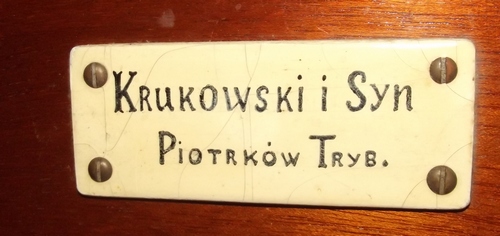 Krukowski i Syn
Piotrków Tryb.